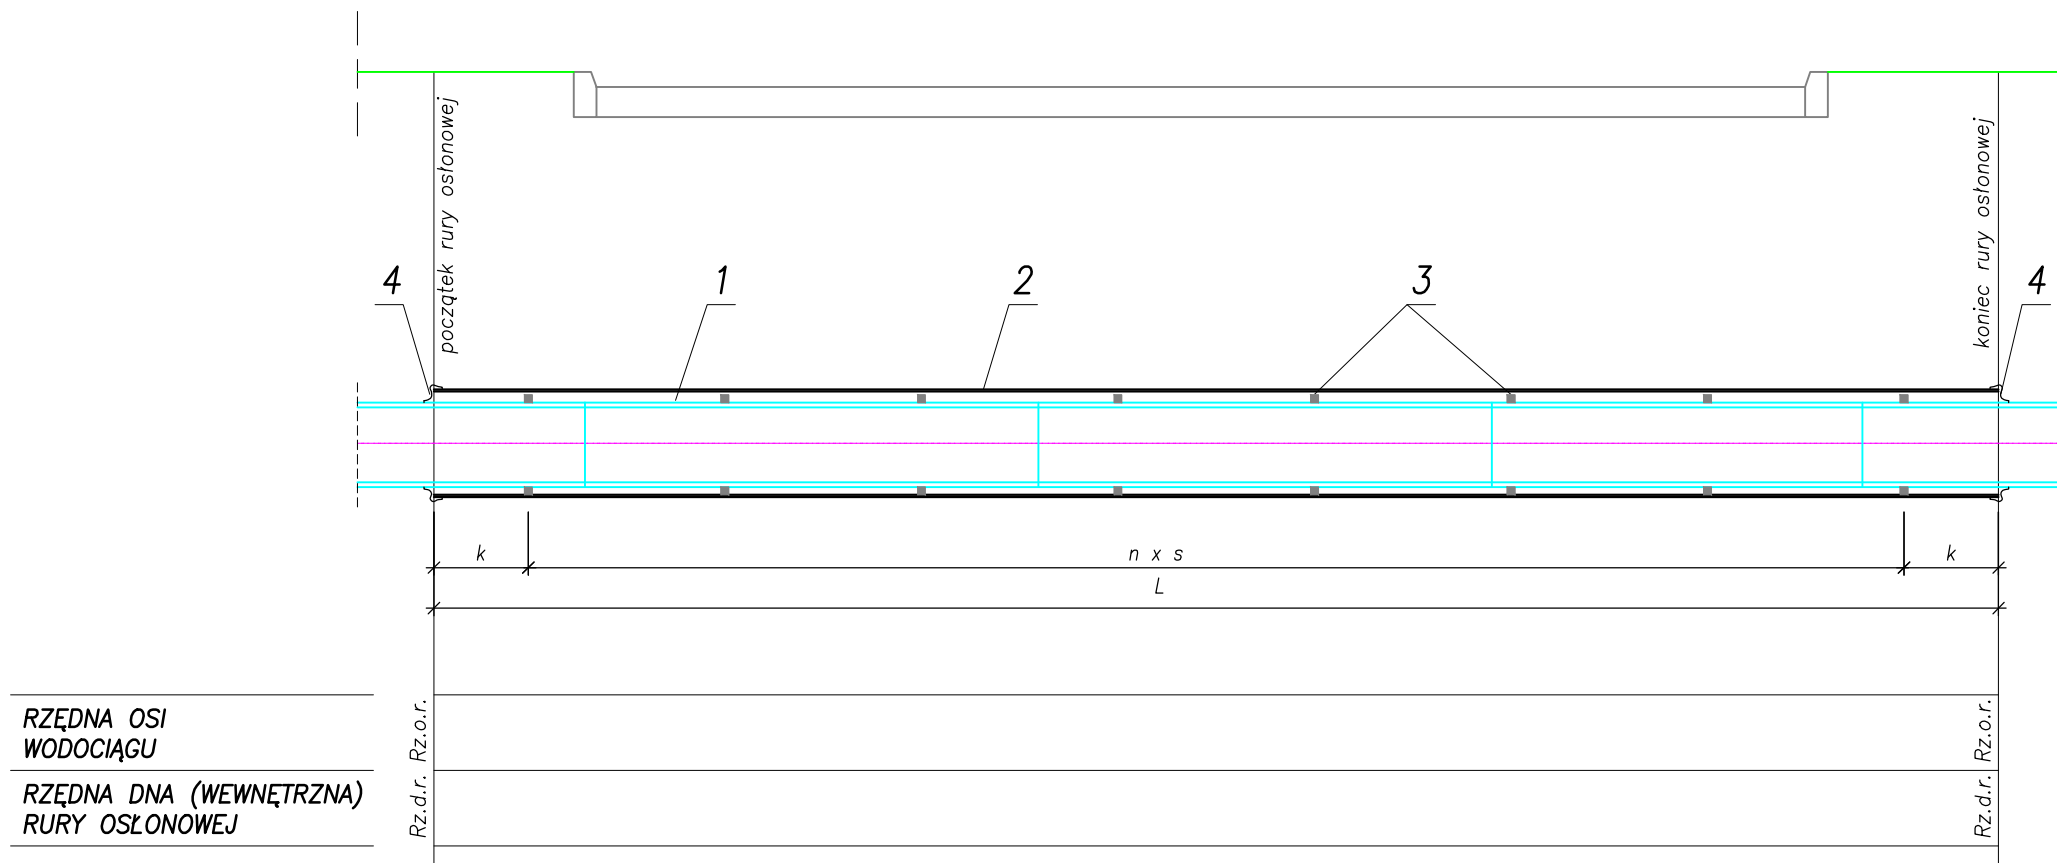 początek rury osłonowej
koniec rury osłonowej
4
1
2
3
4
k
n x s
k
L
RZĘDNA OSI
WODOCIĄGU
Rz.o.r.
Rz.o.r.
RZĘDNA DNA (WEWNĘTRZNA)
RURY OSŁONOWEJ
Rz.d.r.
Rz.d.r.